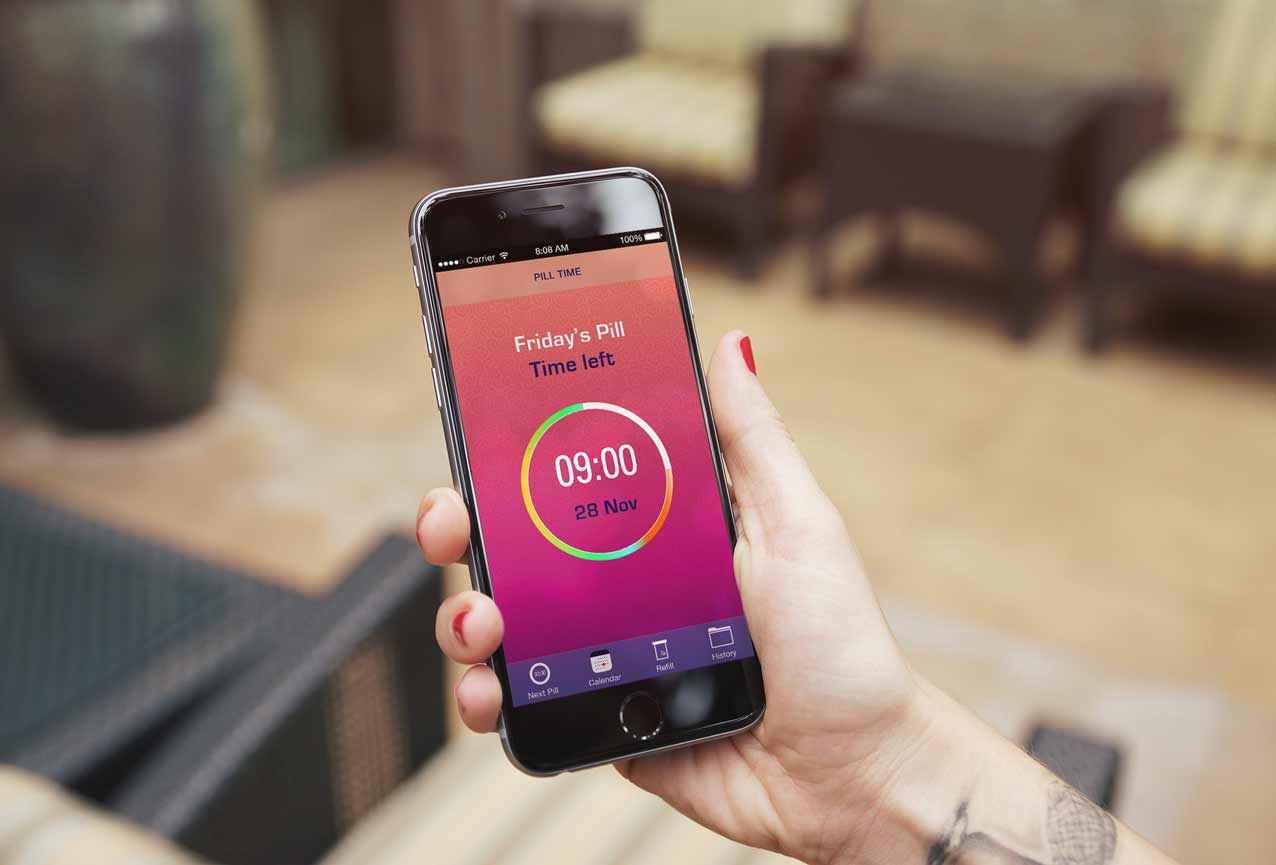 Carrier 8:08 AM 100%
PILL TIME
Friday's Pill
Time left
09:00
28 Nov
Next Pill Calendar Refill History